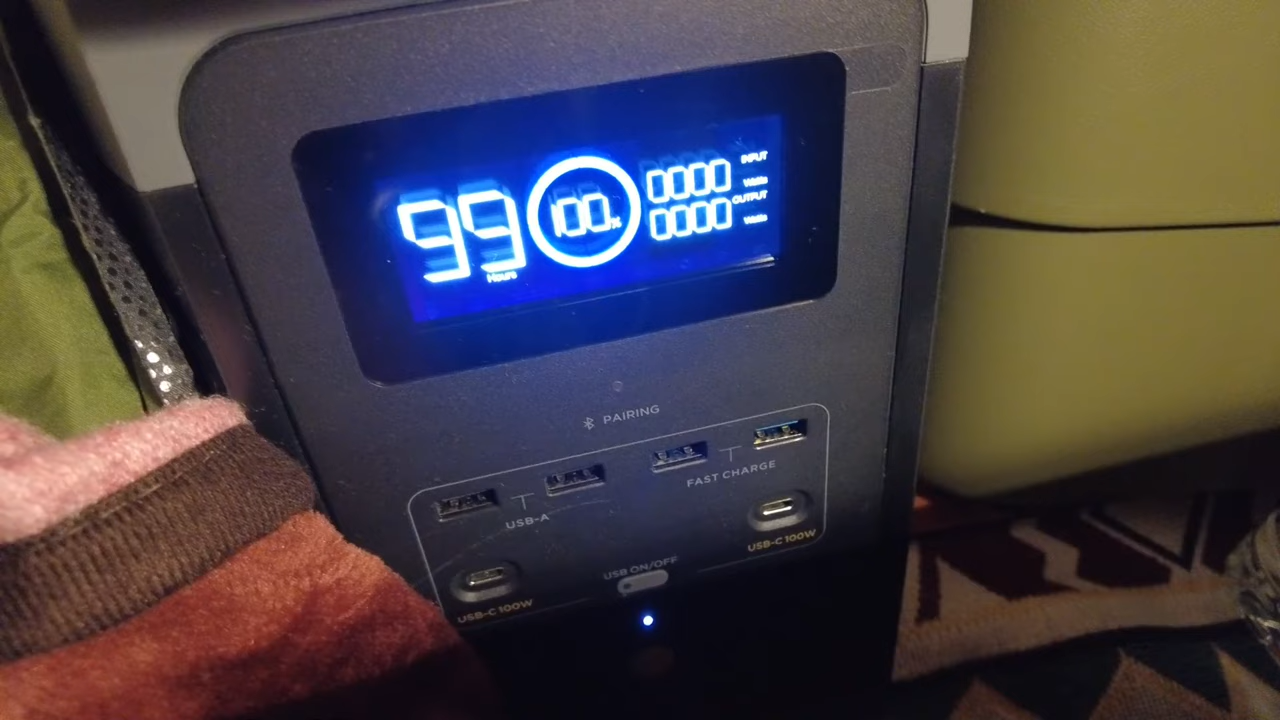 99
Hours
100%
0000 INPUT
Watts
0000 OUTPUT
Watts
PAIRING
USB-A
FAST CHARGE
USB-C 100W
USB-C 100W
USB ON/OFF